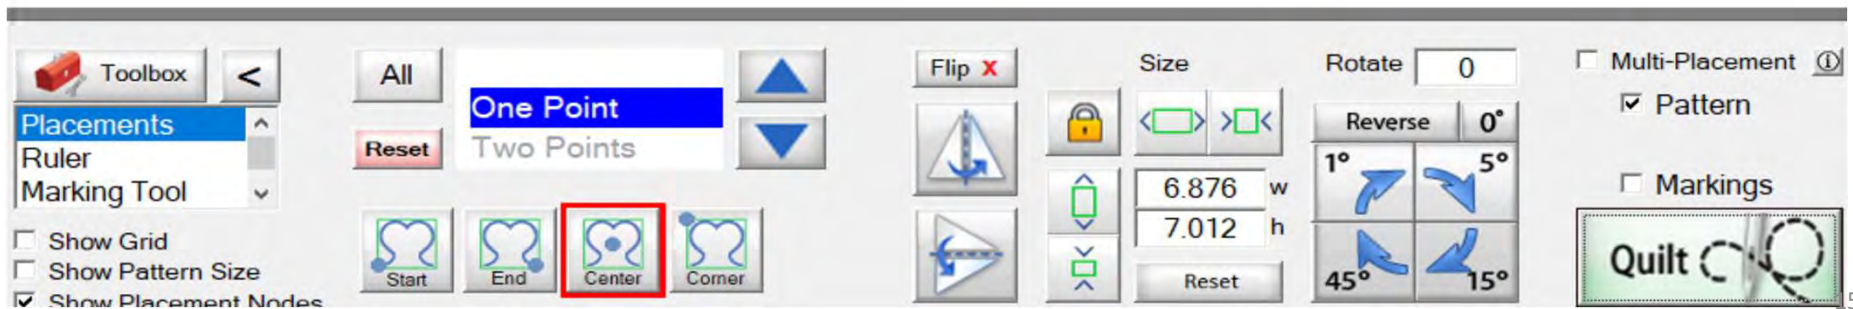 Toolbox <
Placements
Ruler
Marking Tool
Show Grid
Show Pattern Size
Show Placement Nodes
All
Reset
One Point
Two Points
Start
End
Center
Corner
Flip X
Size
6.876 w
7.012 h
Reset
Rotate 0
Reverse 0°
1° 5°
45° 15°
Multi-Placement
Pattern
Markings
Quilt